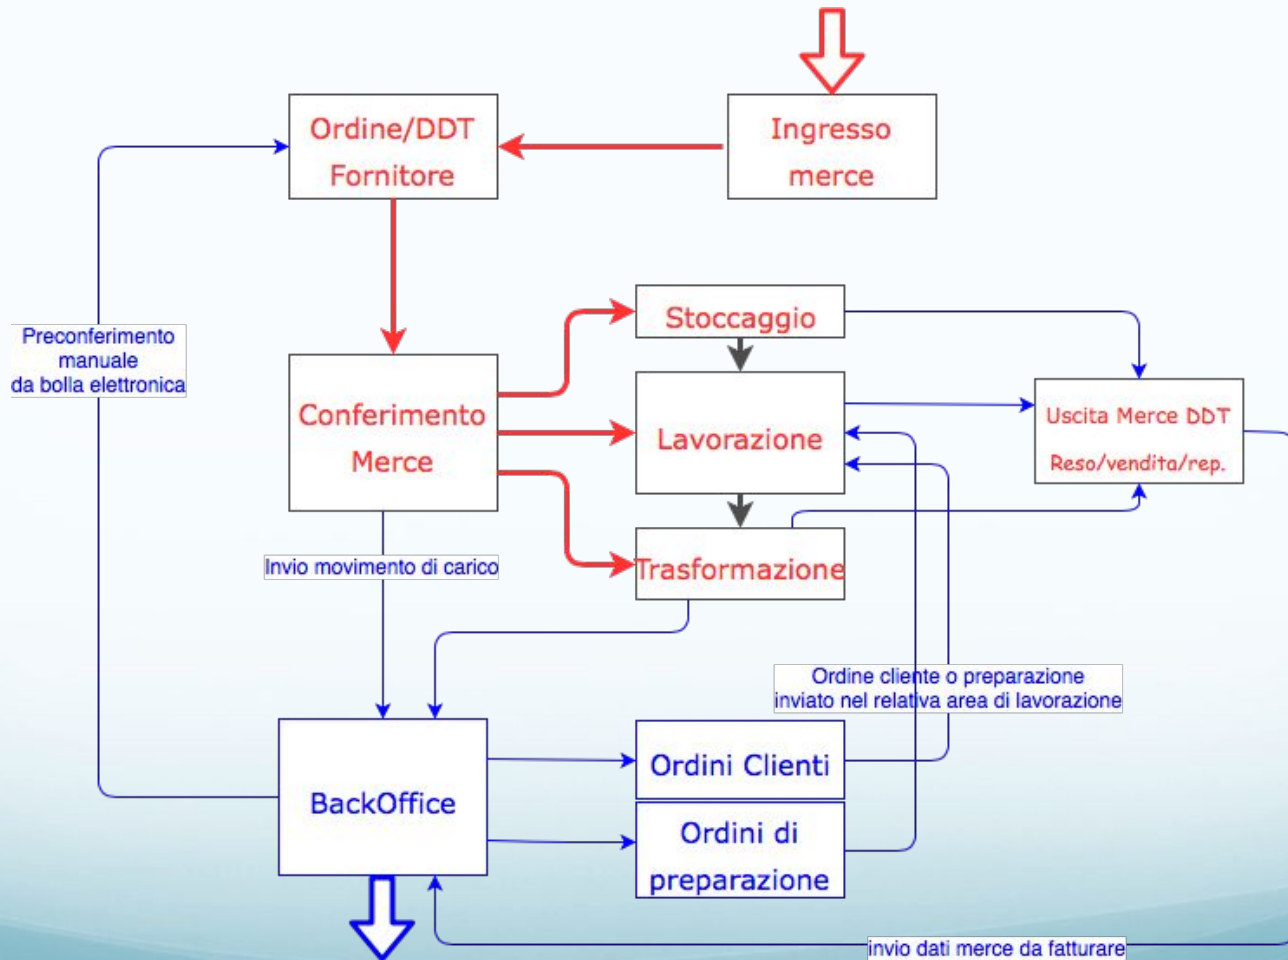 Ingresso
merce
Ordine/DDT
Fornitore
Preconferimento
manuale
da bolla elettronica
Conferimento
Merce
Stoccaggio
Lavorazione
Trasformazione
Uscita Merce DDT
Reso/vendita/rep.
Invio movimento di carico
Ordine cliente o preparazione
inviato nel relativa area di lavorazione
BackOffice
Ordini Clienti
Ordini di
preparazione
invio dati merce da fatturare